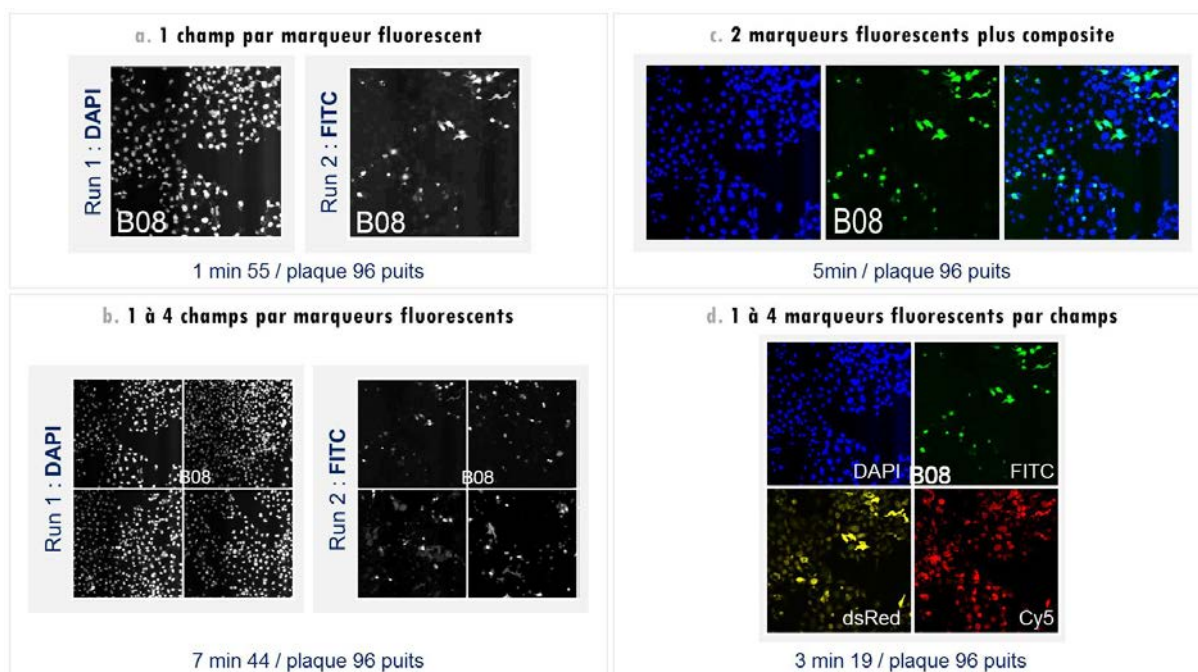 a. 1 champ par marqueur fluorescent
Run 1 : DAPI
B08
Run 2 : FITC
B08
1 min 55 / plaque 96 puits
c. 2 marqueurs fluorescents plus composite
B08
5min / plaque 96 puits
b. 1 à 4 champs par marqueurs fluorescents
Run 1 : DAPI
B08
Run 2 : FITC
B08
7 min 44 / plaque 96 puits
d. 1 à 4 marqueurs fluorescents par champs
DAPI
B08
FITC
dsRed
Cy5
3 min 19 / plaque 96 puits